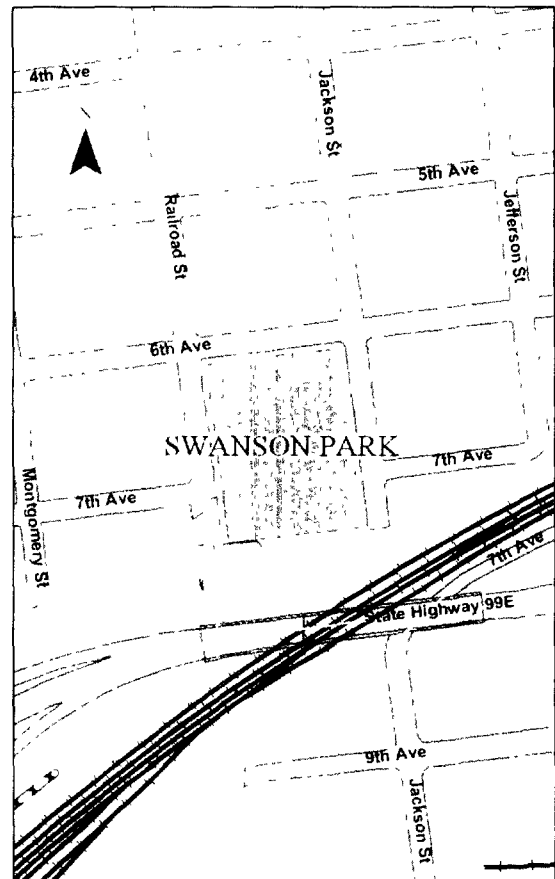 4th Ave
Jackson St
5th Ave
Railroad St
Jefferson St
6th Ave
SWANSON PARK
7th Ave
Montgomery St
7th Ave
7th Ave
State Highway 99E
9th Ave
Jackson St